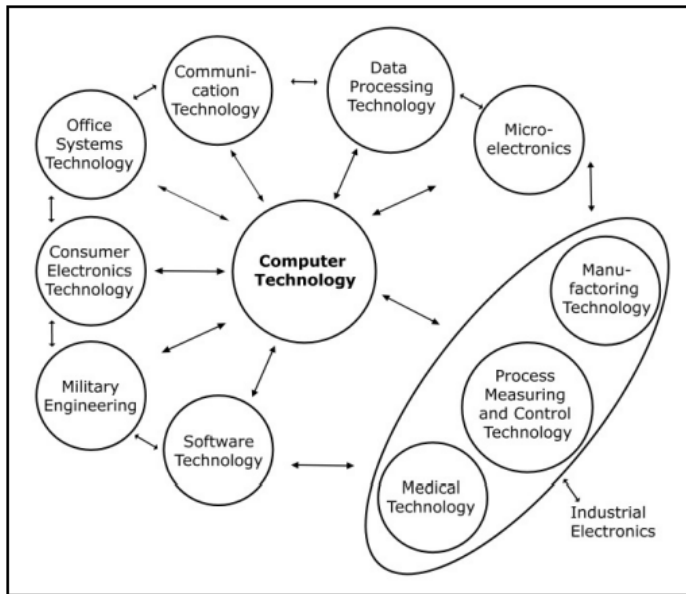 Communi-
cation
Technology
Data
Processing
Technology
Office
Systems
Technology
Micro-
electronics
Computer
Technology
Consumer
Electronics
Technology
Manu-
factoring
Technology
Military
Engineering
Process
Measuring
and Control
Technology
Software
Technology
Medical
Technology
Industrial
Electronics